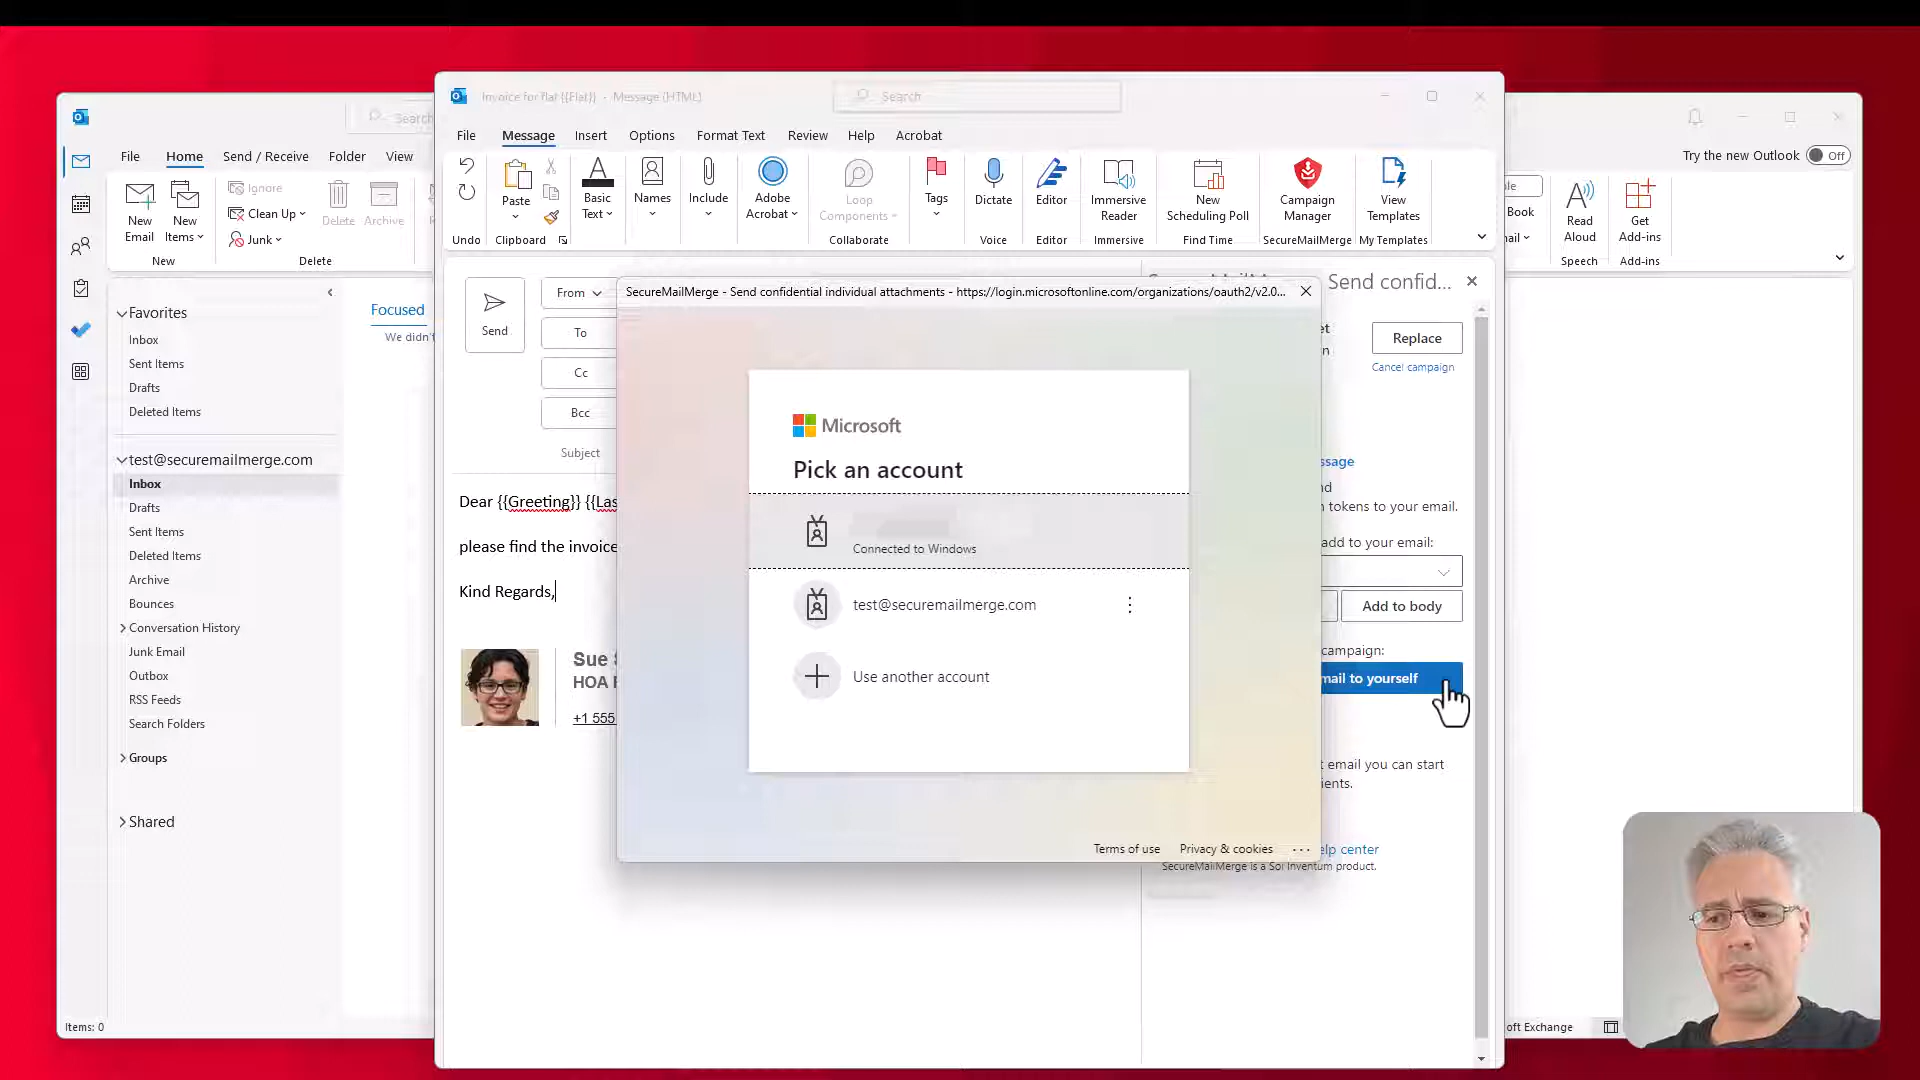 Search
Try the new Outlook
Off
File
Home
Send / Receive
Folder
View
New
Email
New
Items
Ignore
Clean Up
Junk
Delete
Archive
New
Delete
Book
Read
Aloud
Get
Add-ins
Speech
Add-ins
Favorites
Inbox
Sent Items
Drafts
Deleted Items
test@securemailmerge.com
Inbox
Drafts
Sent Items
Deleted Items
Archive
Bounces
Conversation History
Junk Email
Outbox
RSS Feeds
Search Folders
Groups
Shared
Items: 0
Focused
We didn't
Invoice for flat {{Flat}} - Message (HTML)
Search
File
Message
Insert
Options
Format Text
Review
Help
Acrobat
Undo
Paste
Clipboard
Basic
Text
Names
Include
Adobe
Acrobat
Loop
Components
Collaborate
Tags
Dictate
Voice
Editor
Editor
Immersive
Reader
Immersive
New
Scheduling Poll
Find Time
Campaign
Manager
SecureMailMerge
View
Templates
My Templates
Send
From
To
Cc
Bcc
Subject
Dear {{Greeting}} {{Las
please find the invoice
Kind Regards,
Sue
HOA
+1 555
SecureMailMerge - Send confidential individual attachments - https://login.microsoftonline.com/organizations/oauth2/v2.0...
Microsoft
Pick an account
Connected to Windows
test@securemailmerge.com
Use another account
Terms of use
Privacy & cookies
...
Send confid...
Replace
Cancel campaign
ssage
tokens to your email.
add to your email:
Add to body
campaign:
mail to yourself
t email you can start
ients.
elp center
SecureMailMerge is a Sol Inventum product.
oft Exchange